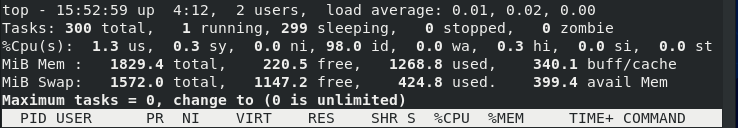 top - 15:52:59 up  4:12,  2 users,  load average: 0.01, 0.02, 0.00
Tasks: 300 total,   1 running, 299 sleeping,   0 stopped,   0 zombie
%Cpu(s):  1.3 us,  0.3 sy,  0.0 ni, 98.0 id,  0.0 wa,  0.3 hi,  0.0 si,  0.0 st
MiB Mem :   1829.4 total,    220.5 free,   1268.8 used,    340.1 buff/cache
MiB Swap:   1572.0 total,   1147.2 free,    424.8 used.    399.4 avail Mem
Maximum tasks = 0, change to (0 is unlimited)
PID USER      PR  NI    VIRT    RES    SHR S  %CPU  %MEM     TIME+ COMMAND